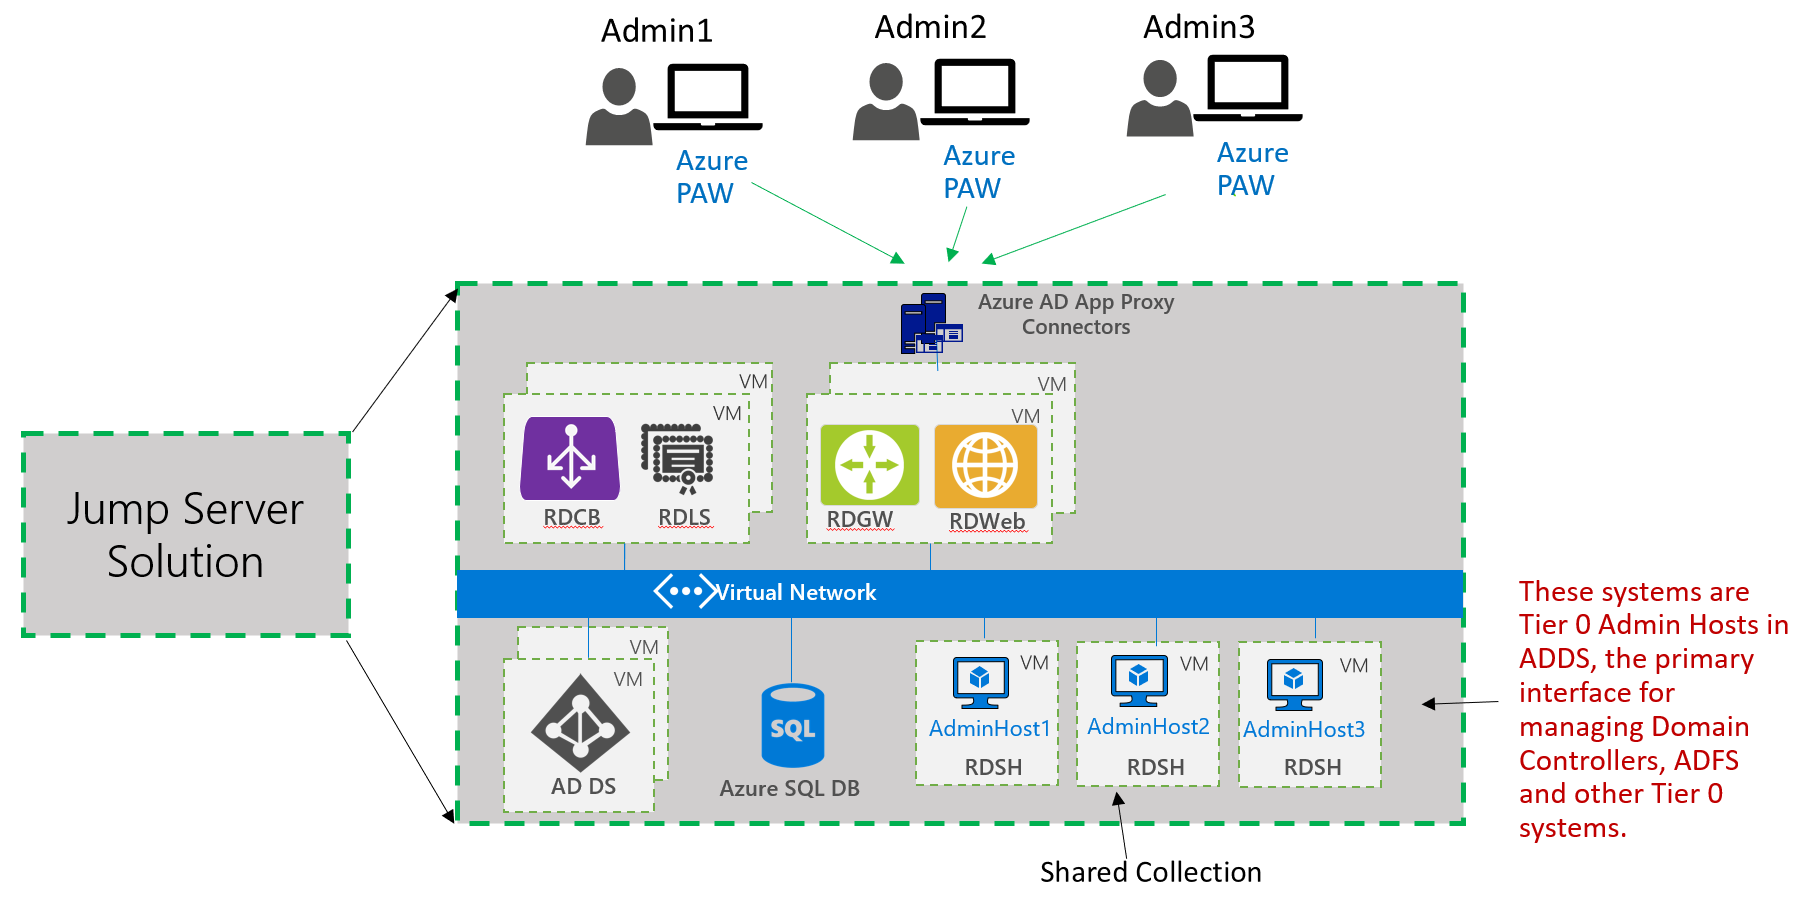 Admin1
Admin2
Admin3
Azure
PAW
Azure
PAW
Azure
PAW
Azure AD App Proxy
Connectors
VM
VM
RDCB
RDLS
VM
VM
RDGW
RDWeb
Jump Server
Solution
Virtual Network
VM
VM
AD DS
SQL
Azure SQL DB
VM
AdminHost1
RDSH
VM
AdminHost2
RDSH
VM
AdminHost3
RDSH
These systems are
Tier 0 Admin Hosts in
ADDS, the primary
interface for
managing Domain
Controllers, ADFS
and other Tier 0
systems.
Shared Collection